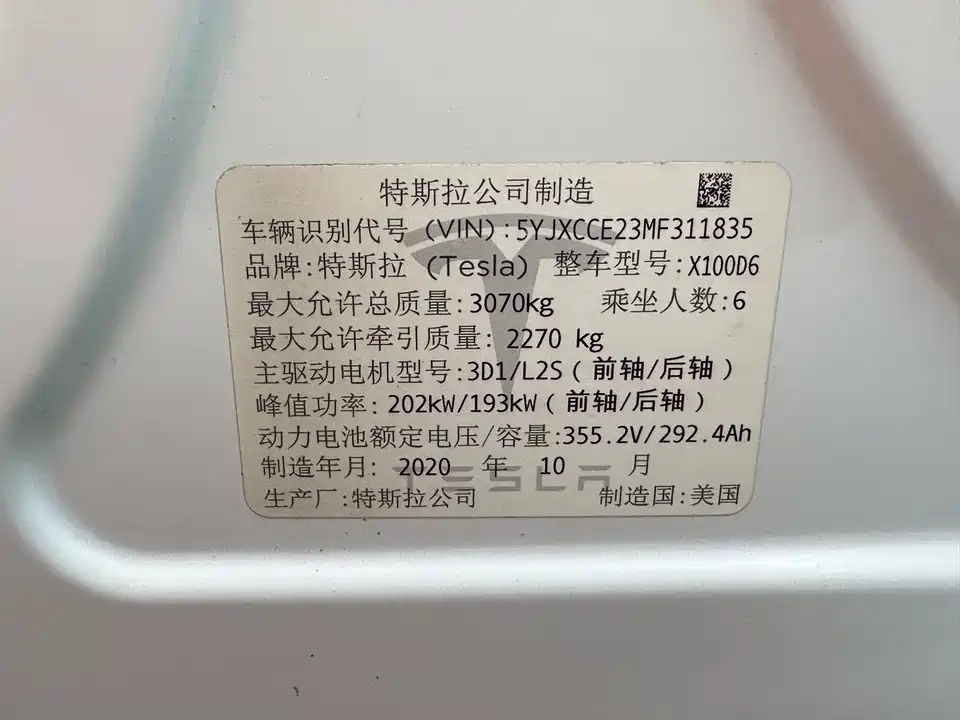 特斯拉公司制造
车辆识别代号 (VIN):5YJXCCE23MF311835
品牌:特斯拉 (Tesla) 整车型号:X100D6
最大允许总质量:3070kg 乘坐人数:6
最大允许牵引质量: 2270 kg
主驱动电机型号:3D1/L2S ( 前轴/后轴 )
峰值功率: 202kW/193kW ( 前轴/后轴 )
动力电池额定电压/容量:355.2V/292.4Ah
制造年月: 2020 年 10 月
TESLA
生产厂:特斯拉公司 制造国:美国